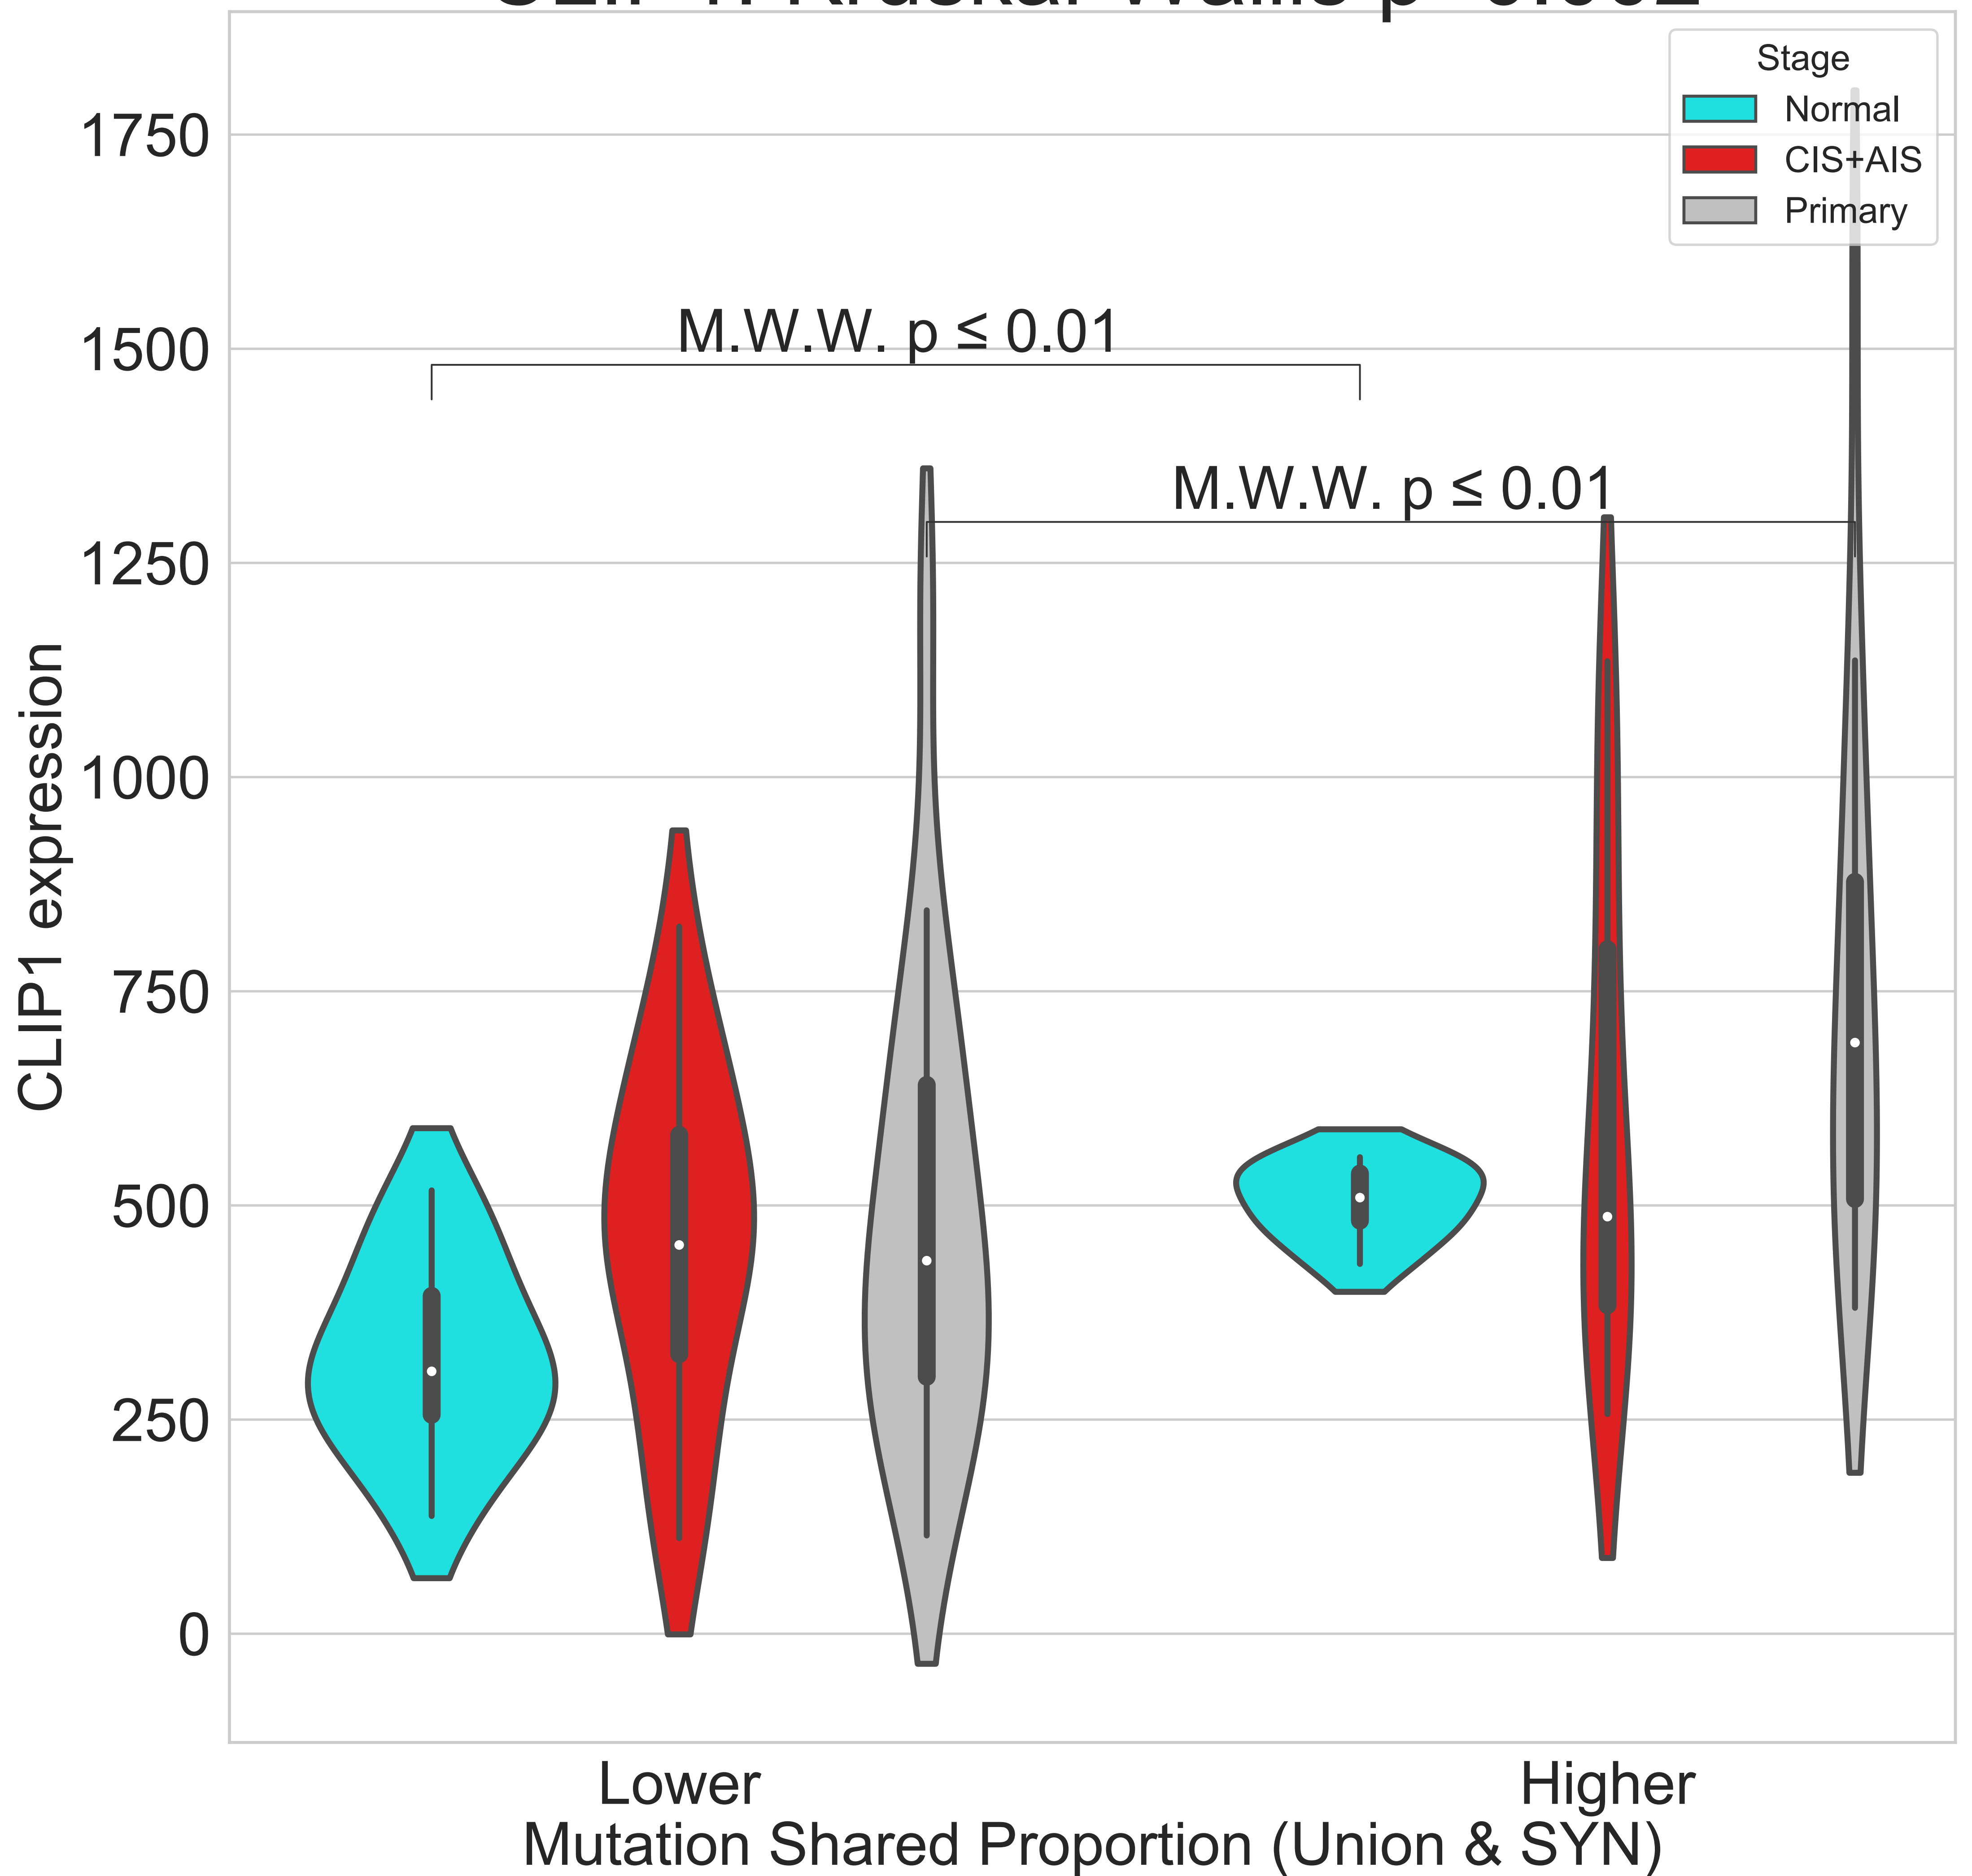 Stage
Normal
CIS+AIS
Primary
1750
1500
1250
1000
750
500
250
0
M.W.W. p ≤ 0.01
M.W.W. p ≤ 0.01
CLIP1 expression
Lower
Higher
Mutation Shared Proportion (Union & SYN)